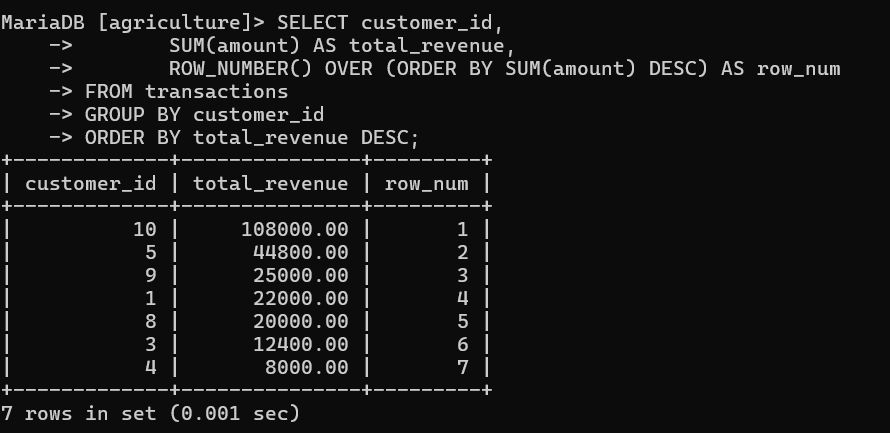 MariaDB [agriculture]> SELECT customer_id,
    ->        SUM(amount) AS total_revenue,
    ->        ROW_NUMBER() OVER (ORDER BY SUM(amount) DESC) AS row_num
    -> FROM transactions
    -> GROUP BY customer_id
    -> ORDER BY total_revenue DESC;
+-------------+---------------+---------+
| customer_id | total_revenue | row_num |
+-------------+---------------+---------+
|          10 |     108000.00 |       1 |
|           5 |      44800.00 |       2 |
|           9 |      25000.00 |       3 |
|           1 |      22000.00 |       4 |
|           8 |      20000.00 |       5 |
|           3 |      12400.00 |       6 |
|           4 |       8000.00 |       7 |
+-------------+---------------+---------+
7 rows in set (0.001 sec)